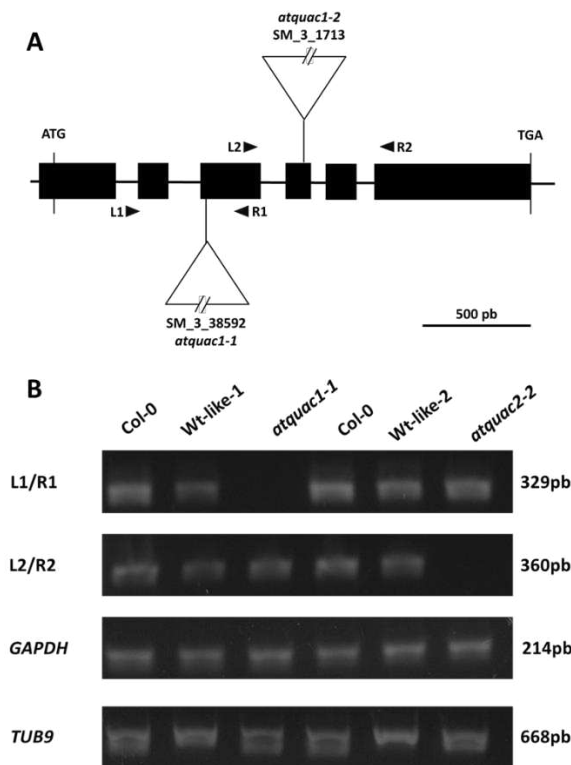 A
atquac1-2
SM_3_1713
ATG
L2
R2
TGA
L1
R1
SM_3_38592
atquac1-1
500 pb
B
Col-0 Wt-like-1 atquac1-1 Col-0 Wt-like-2 atquac2-2
L1/R1 329pb
L2/R2 360pb
GAPDH 214pb
TUB9 668pb